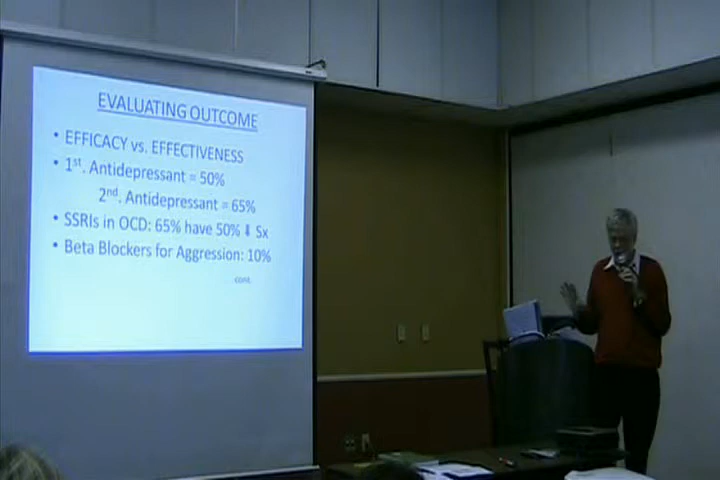 EVALUATING OUTCOME
• EFFICACY vs. EFFECTIVENESS
• 1st. Antidepressant = 50%
2nd. Antidepressant = 65%
• SSRIs in OCD: 65% have 50% ⬇ Sx
• Beta Blockers for Aggression: 10%
cont.